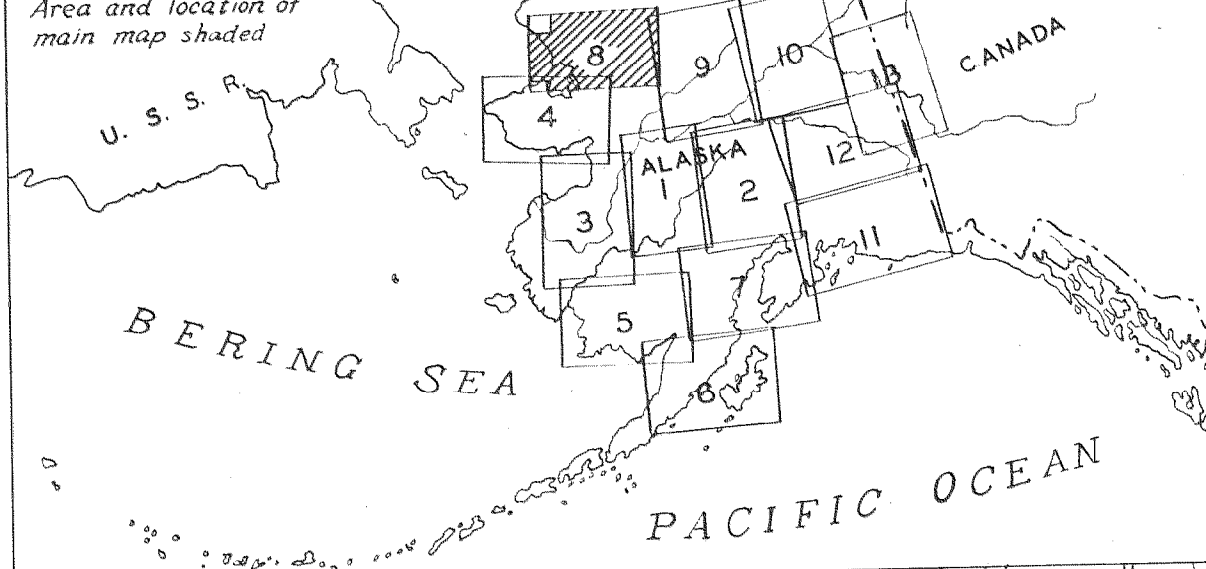 Area and location of
main map shaded
U. S. S. R.
CANADA
8
9
10
13
4
ALASKA
1
2
12
3
11
7
5
6
BERING SEA
PACIFIC OCEAN